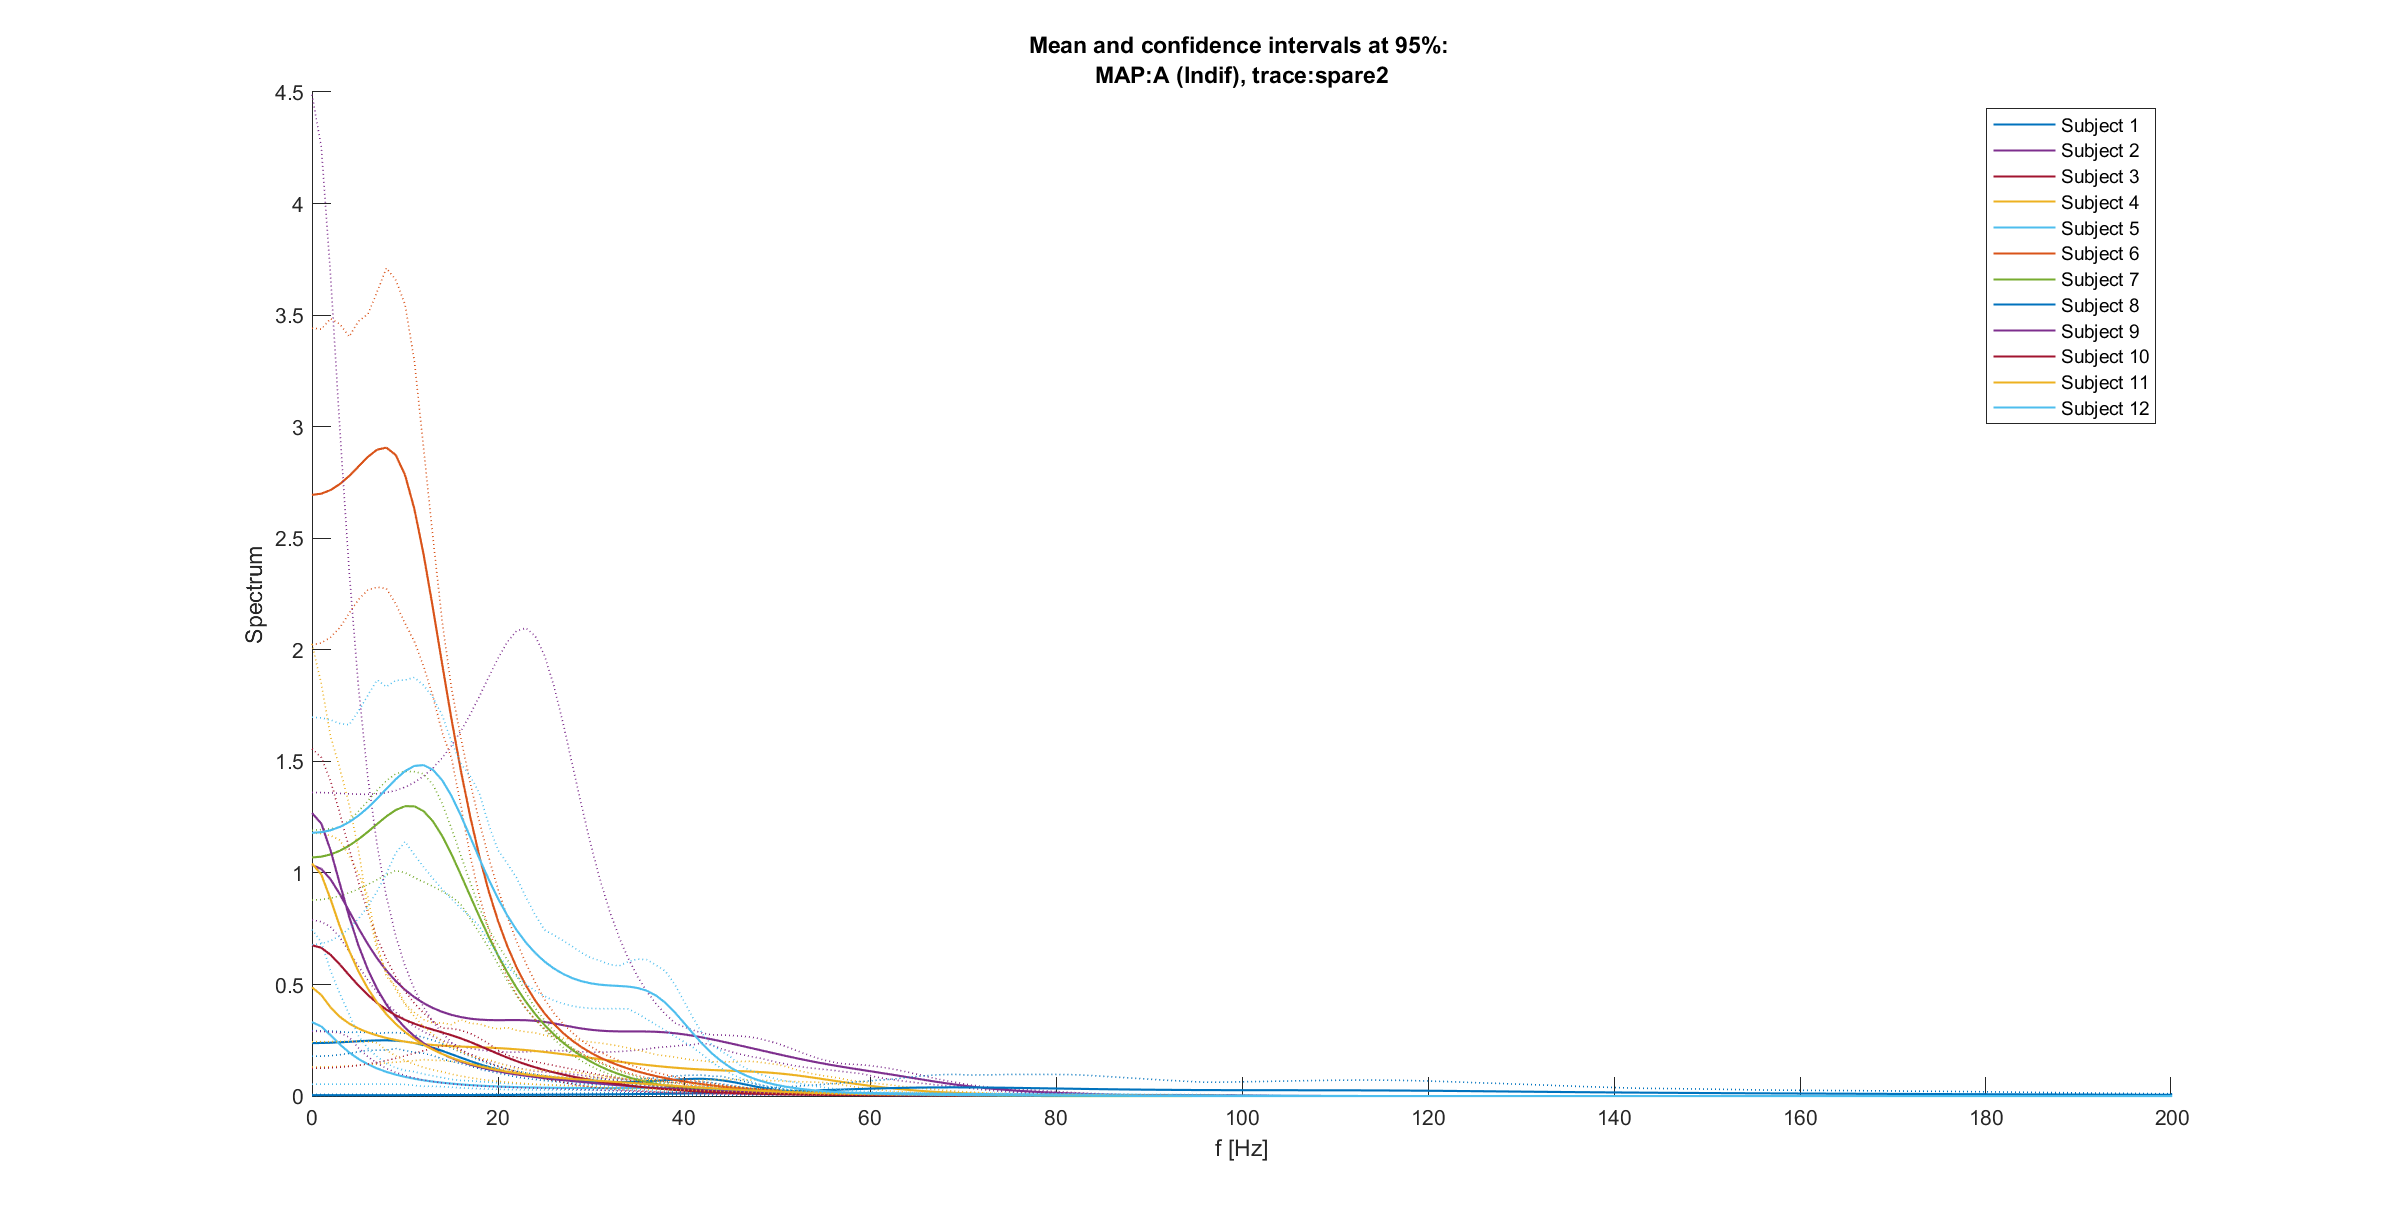 Mean and confidence intervals at 95%:
MAP:A (Indif), trace:spare2
4.5
4
3.5
3
2.5
2
1.5
1
0.5
0
Spectrum
0 20 40 60 80 100 120 140 160 180 200
f [Hz]
Subject 1
Subject 2
Subject 3
Subject 4
Subject 5
Subject 6
Subject 7
Subject 8
Subject 9
Subject 10
Subject 11
Subject 12